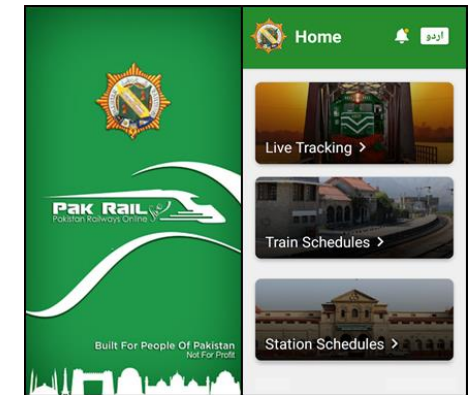 Pak Rail
Pakistan Railways Online
Built For People Of Pakistan
Not For Profit
Home
اردو
Live Tracking >
Train Schedules >
Station Schedules >